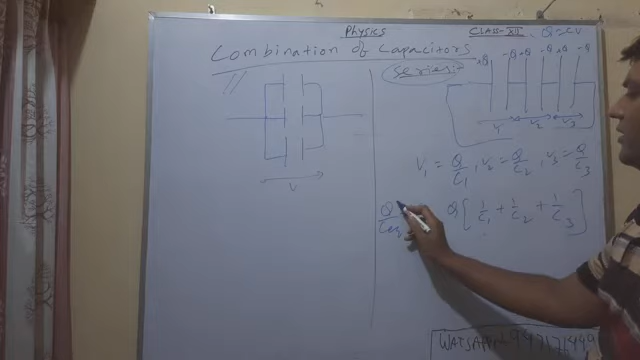 Physics
CLASS-XII, Q=CV
Combination of Capacitors
//
series:-
+Q -Q +Q -Q +Q -Q
V₁ V₂ V₃
V
V₁ = Q/C₁, V₂ = Q/C₂, V₃ = Q/C₃
Q/Ceq Q[1/C₁ + 1/C₂ + 1/C₃]